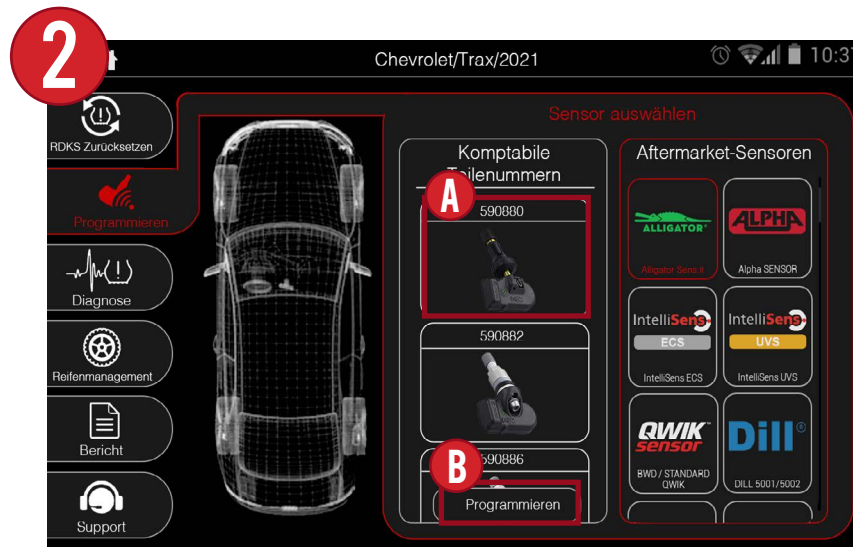 2
Chevrolet/Trax/2021
10:37
RDKS Zurücksetzen
Programmieren
Diagnose
Reifenmanagement
Bericht
Support
Sensor auswählen
Komptabile
Teilenummern
A
590880
590882
590886
B
Programmieren
Aftermarket-Sensoren
ALLIGATOR®
Alligator Sens.it
ALPHA
Alpha SENSOR
IntelliSens
ECS
IntelliSens ECS
IntelliSens
UVS
IntelliSens UVS
QWIK™
sensor
BWD / STANDARD
QWIK
Dill®
DILL 5001/5002